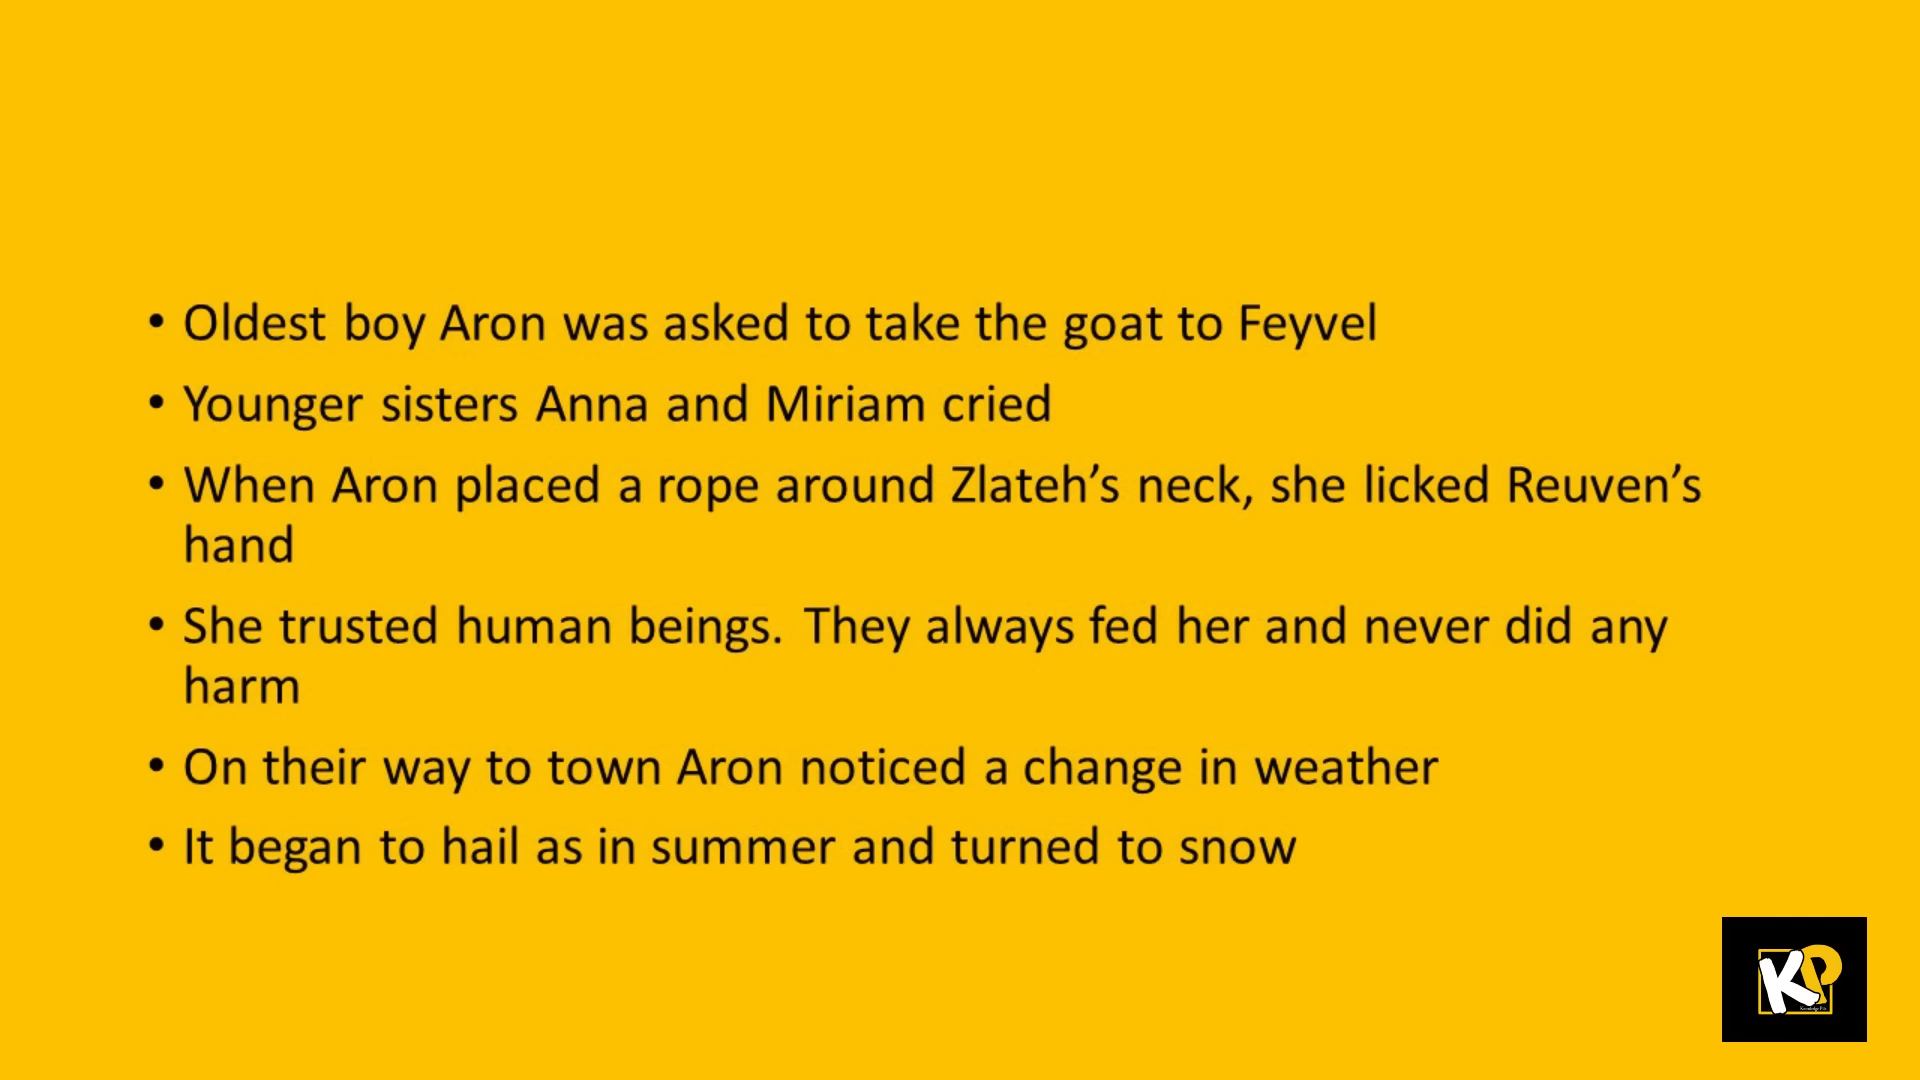 • Oldest boy Aron was asked to take the goat to Feyvel
• Younger sisters Anna and Miriam cried
• When Aron placed a rope around Zlateh’s neck, she licked Reuven’s
hand
• She trusted human beings. They always fed her and never did any
harm
• On their way to town Aron noticed a change in weather
• It began to hail as in summer and turned to snow
KP